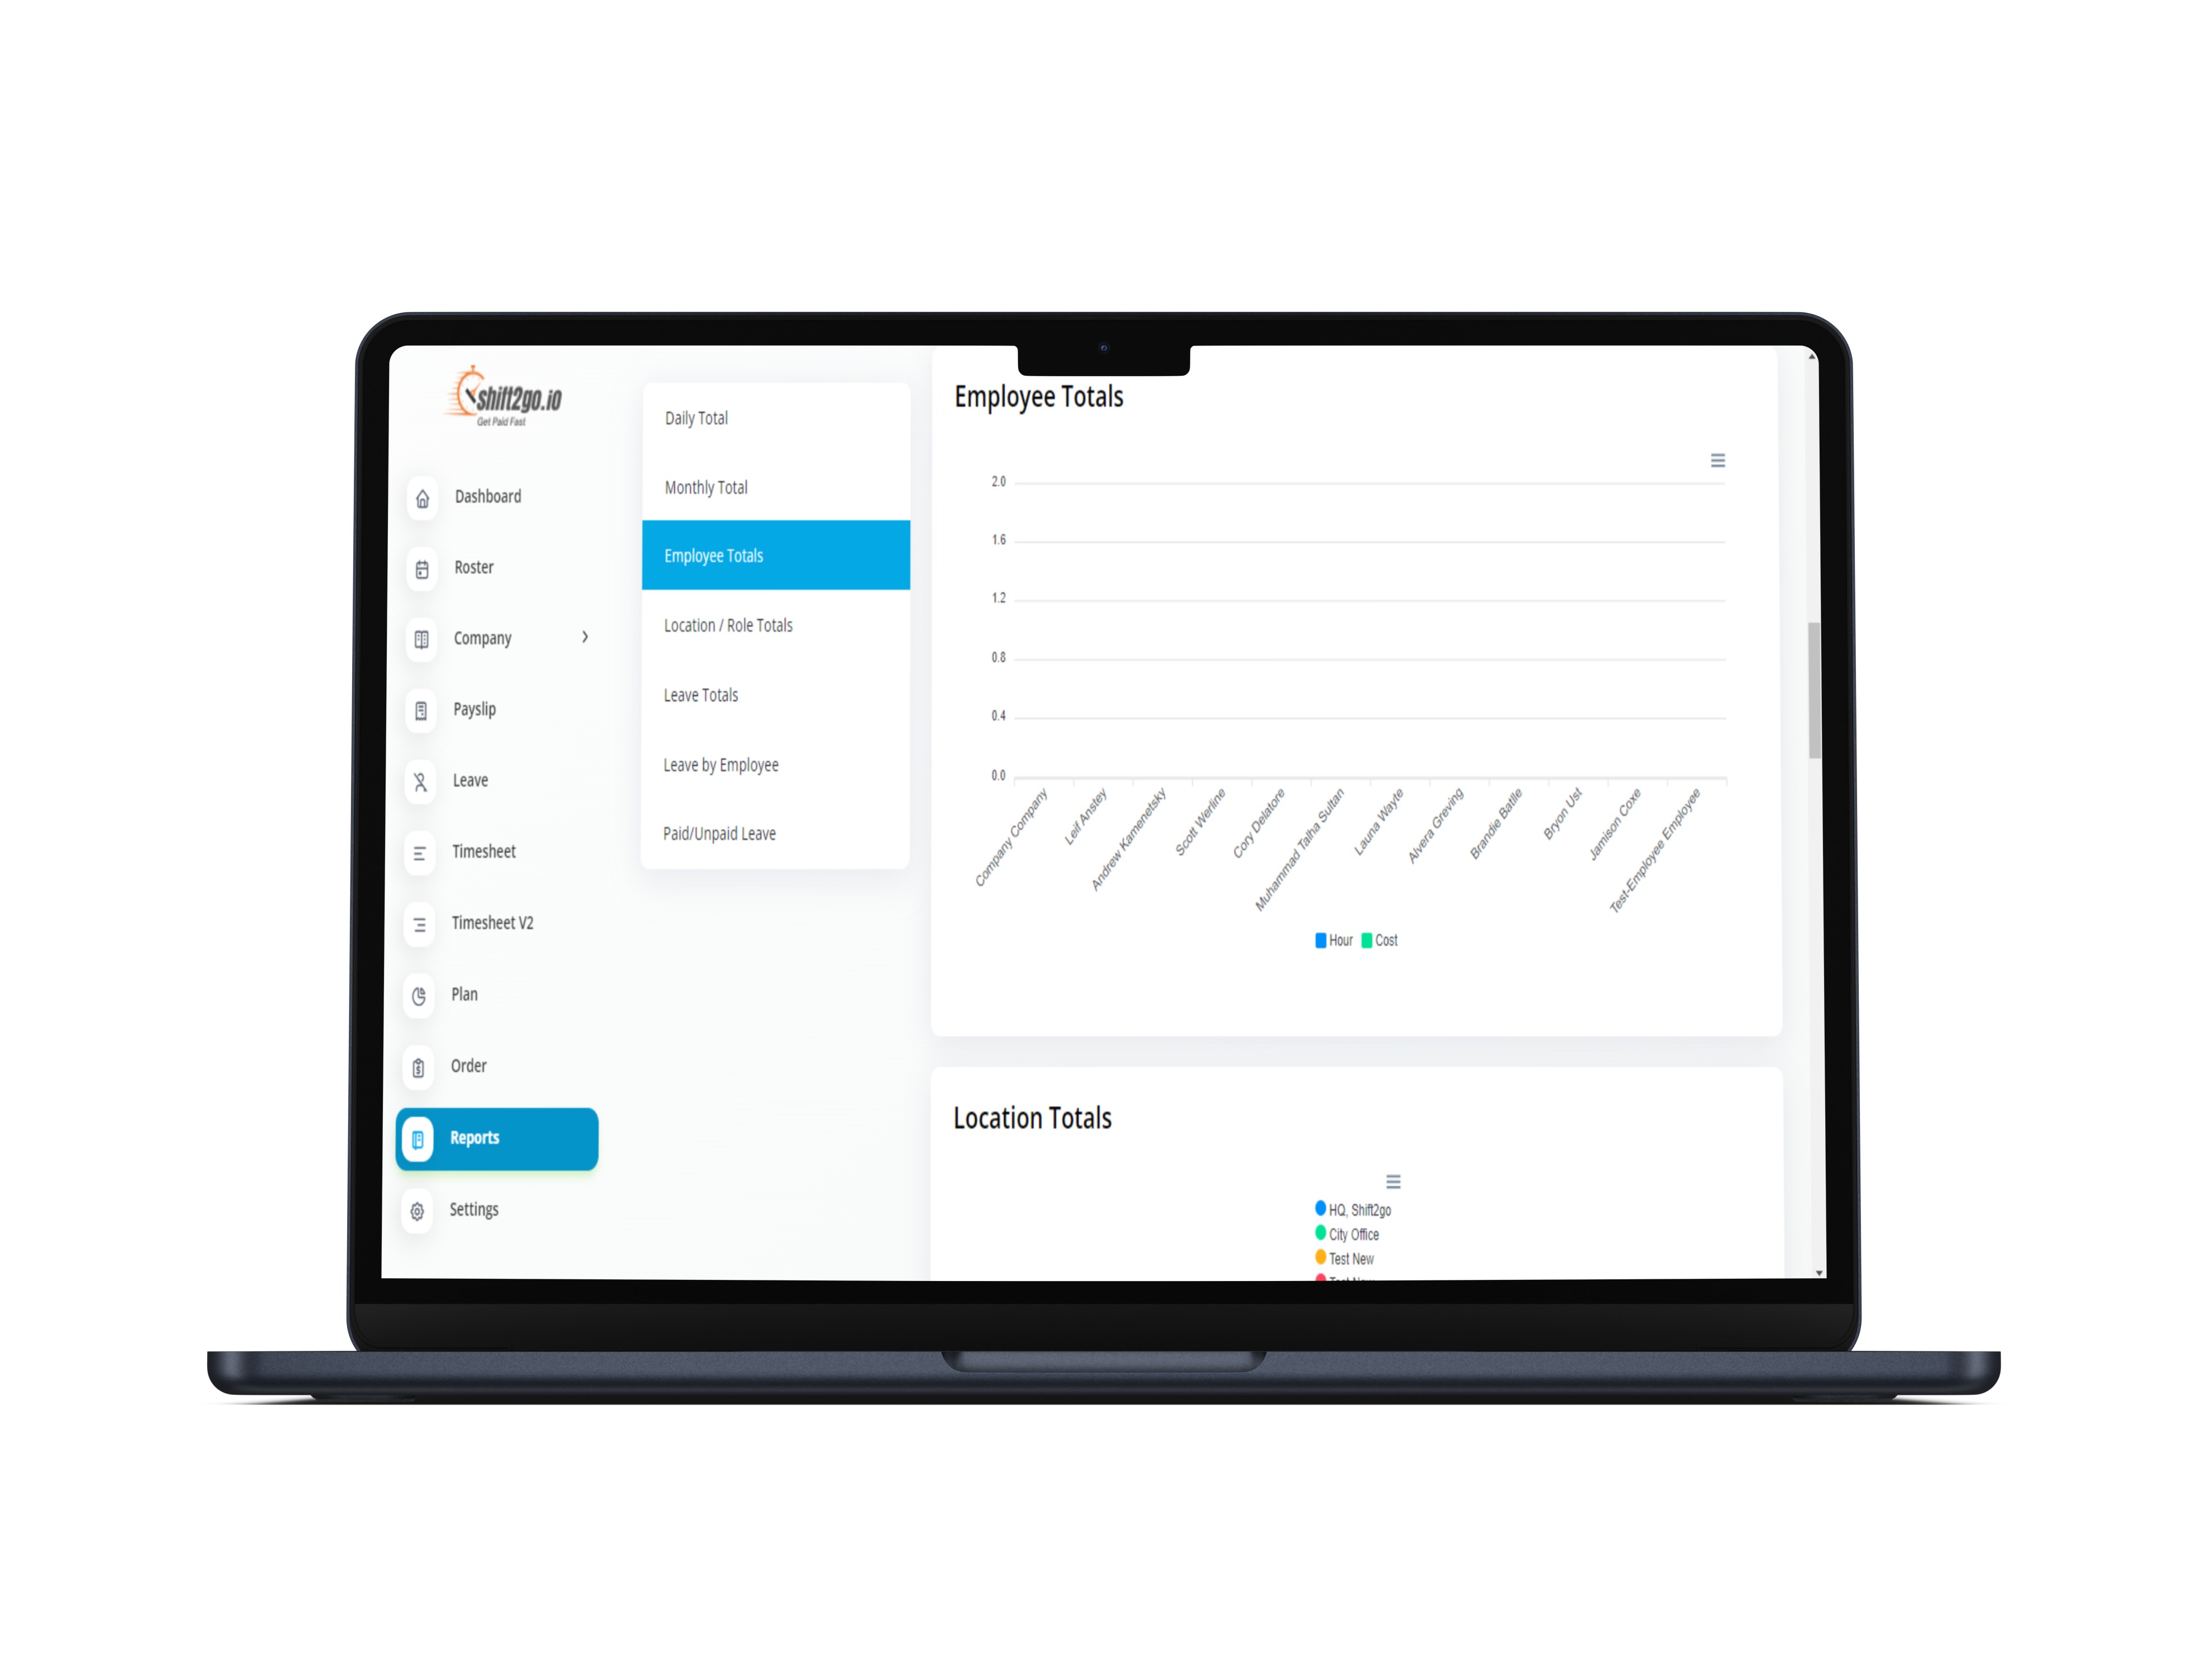 shift2go.io
Get Paid Fast
Dashboard
Roster
Company
Payslip
Leave
Timesheet
Timesheet V2
Plan
Order
Reports
Settings
Daily Total
Monthly Total
Employee Totals
Location / Role Totals
Leave Totals
Leave by Employee
Paid/Unpaid Leave
Employee Totals
2.0
1.6
1.2
0.8
0.4
0.0
Company Company
Leif Anstey
Andrew Kamenetsky
Scott Werline
Cory Delatore
Muhammad Talha Sultan
Launa Wayte
Alvera Greving
Brandie Batlle
Bryon Ust
Jamison Coxe
Test-Employee Employee
Hour Cost
Location Totals
HQ, Shift2go
City Office
Test New